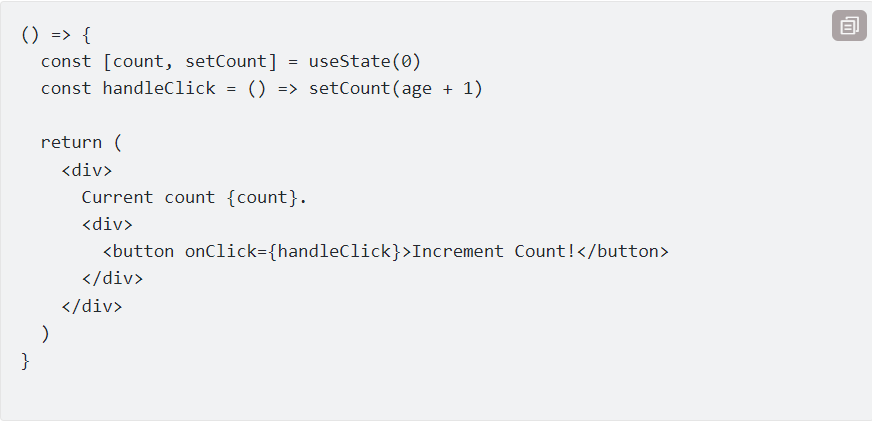 () => {
  const [count, setCount] = useState(0)
  const handleClick = () => setCount(age + 1)

  return (
    <div>
      Current count {count}.
      <div>
        <button onClick={handleClick}>Increment Count!</button>
      </div>
    </div>
  )
}